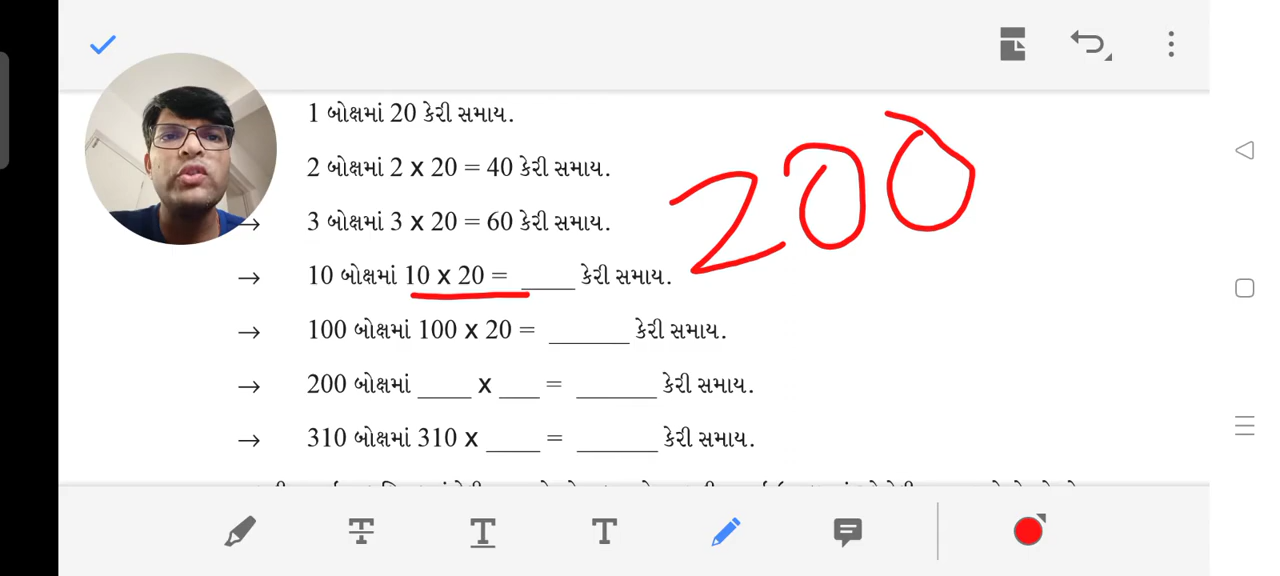 1 બોક્ષમાં 20 કેરી સમાય.
2 બોક્ષમાં 2 x 20 = 40 કેરી સમાય.
→ 3 બોક્ષમાં 3 x 20 = 60 કેરી સમાય.
200
→ 10 બોક્ષમાં 10 x 20 = ____ કેરી સમાય.
→ 100 બોક્ષમાં 100 x 20 = ______ કેરી સમાય.
→ 200 બોક્ષમાં ____ x ___ = ______ કેરી સમાય.
→ 310 બોક્ષમાં 310 x ____ = ______ કેરી સમાય.